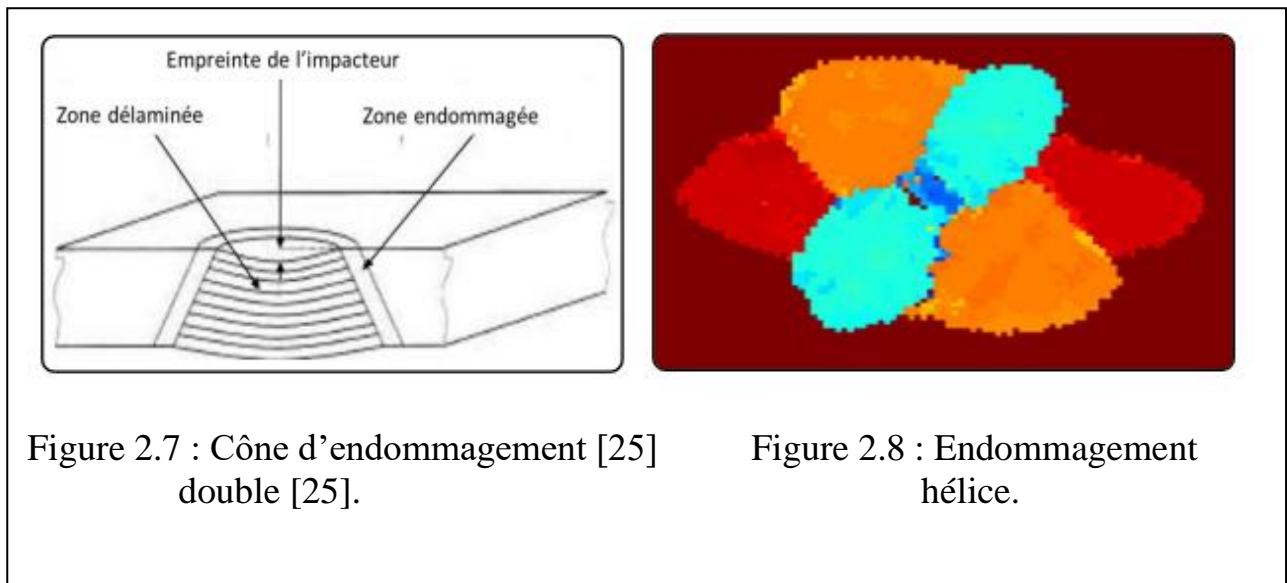 Empreinte de l’impacteur
Zone délaminée
Zone endommagée
Figure 2.7 : Cône d’endommagement [25]
double [25].
Figure 2.8 : Endommagement
hélice.